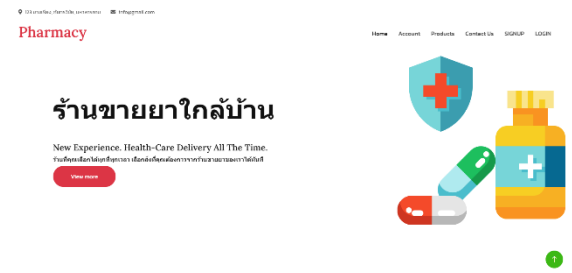 info@gmail.com
Pharmacy
Home Account Products Contact Us SIGNUP LOGIN
ร้านขายยาใกล้บ้าน
New Experience. Health-Care Delivery All The Time.
View more